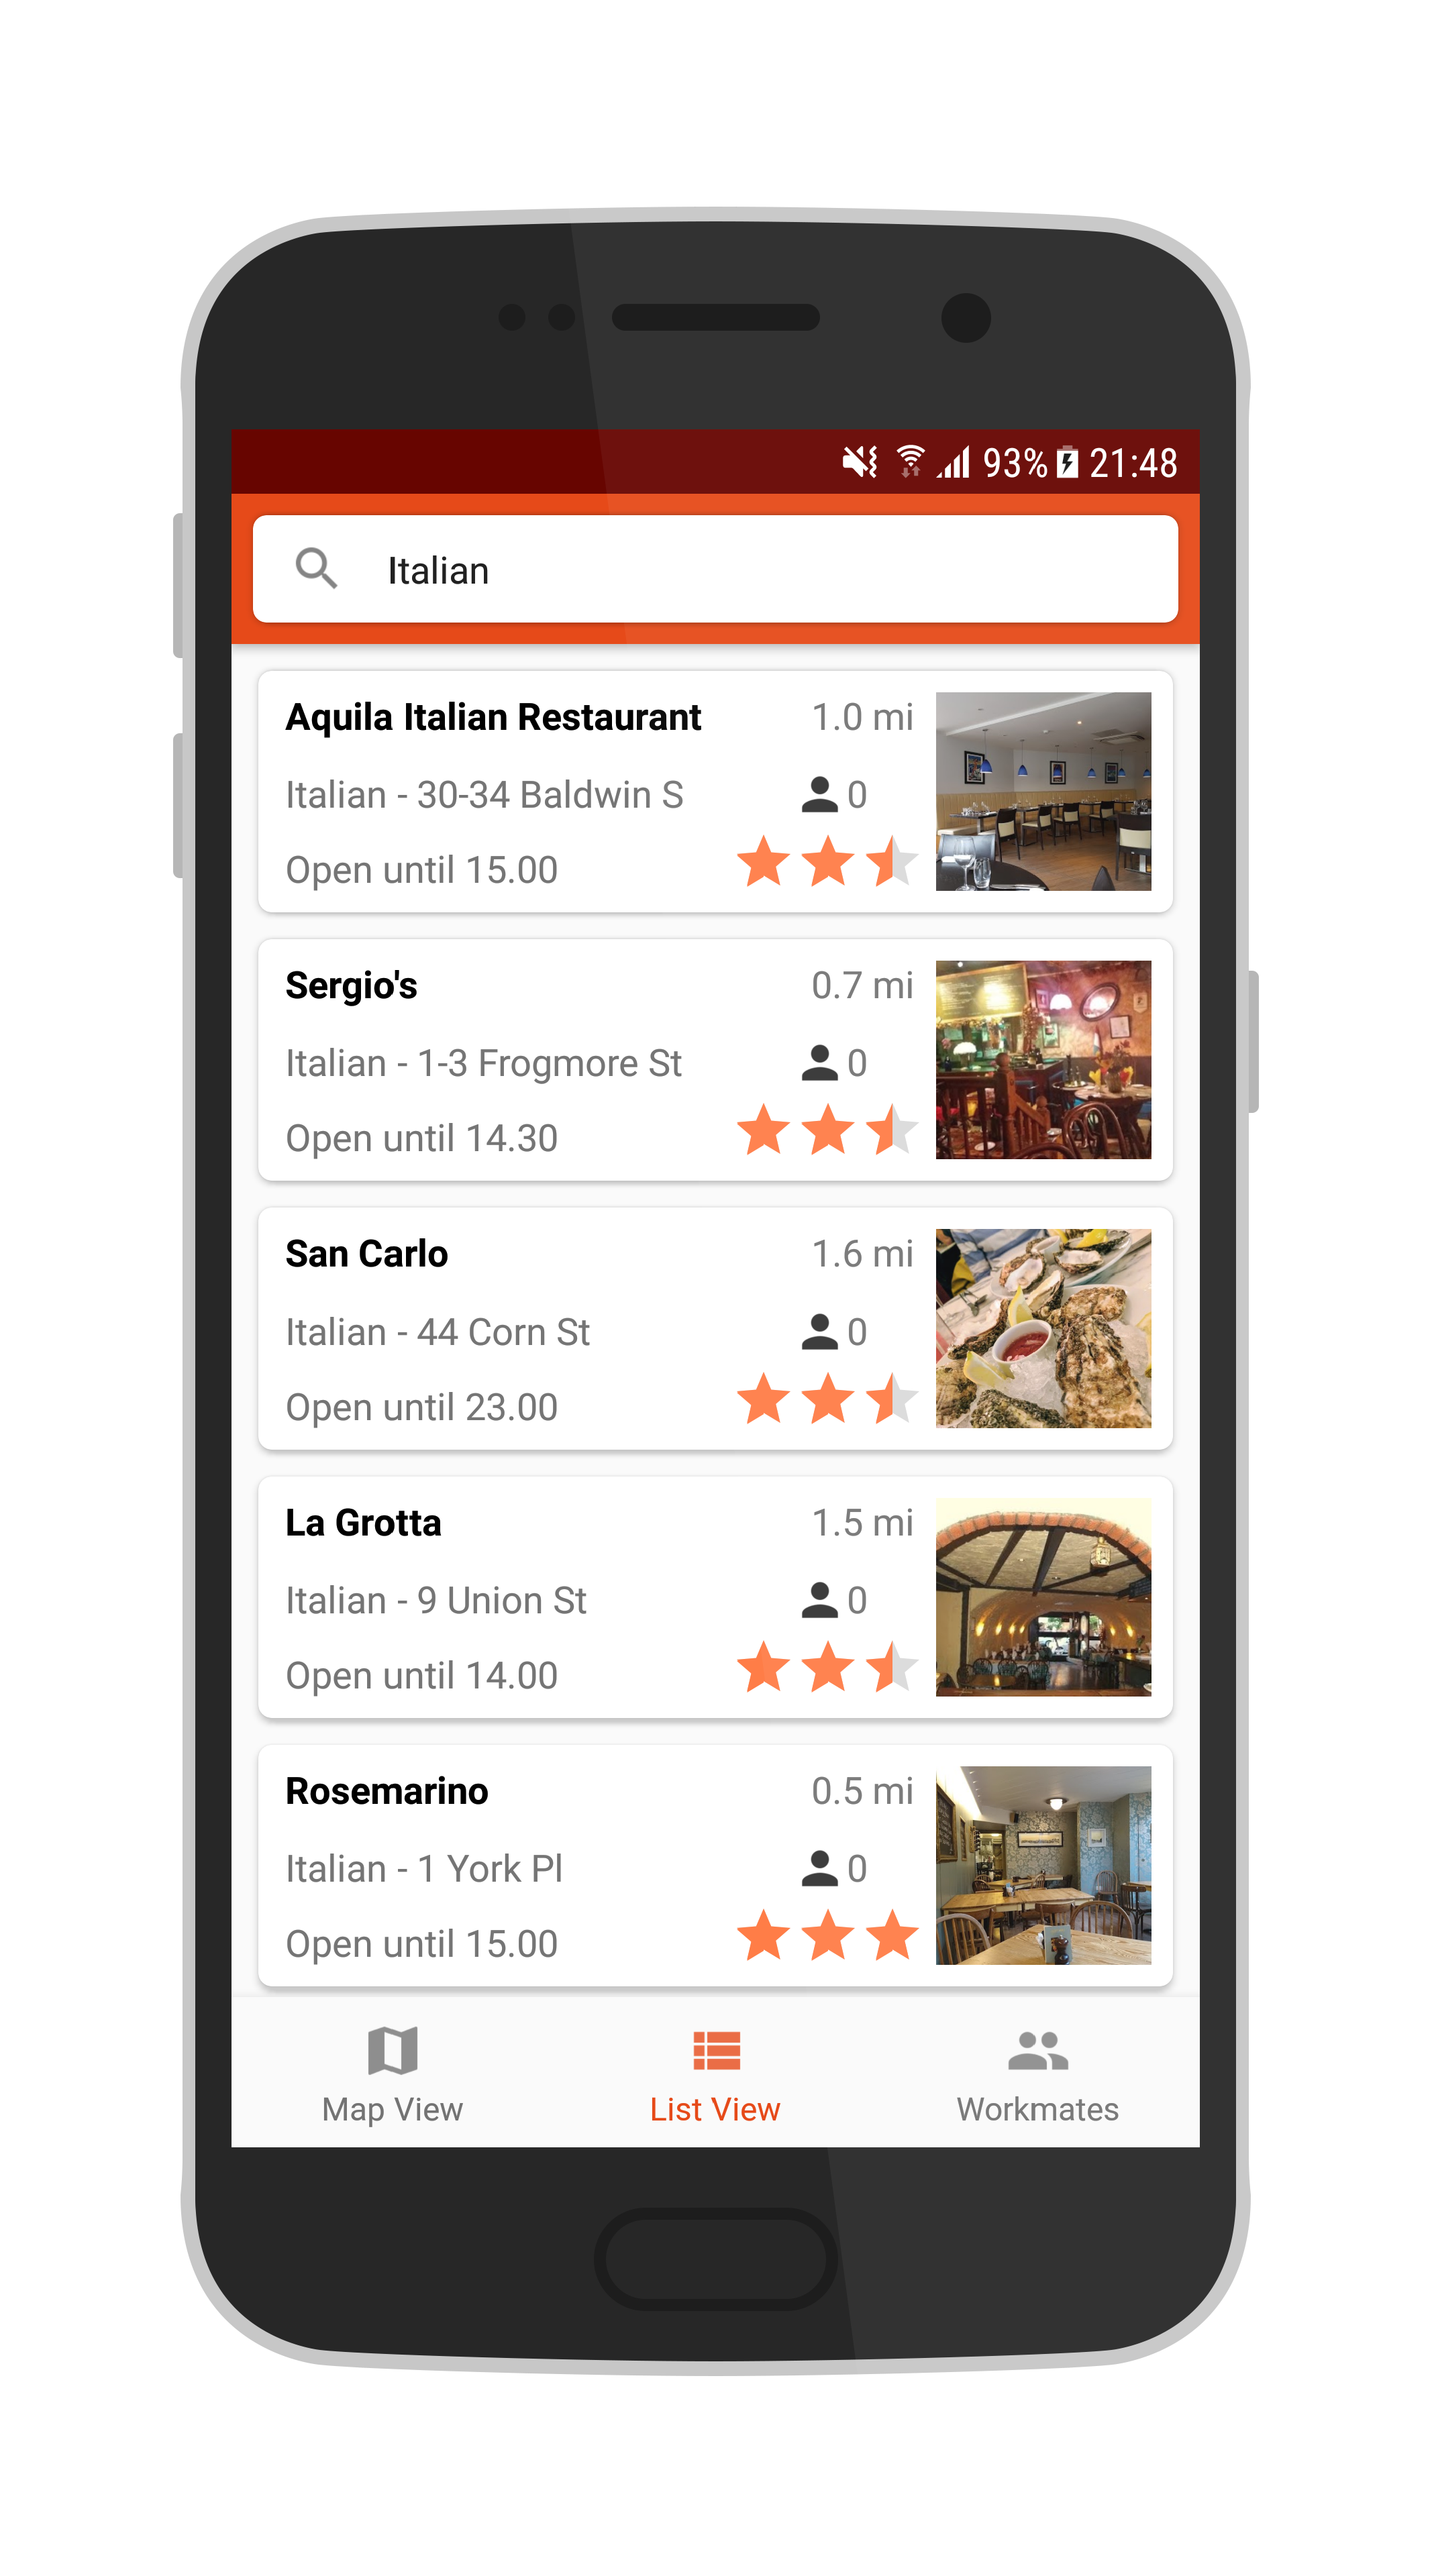 93% 21:48
Italian
Aquila Italian Restaurant 1.0 mi
Italian - 30-34 Baldwin S 0
Open until 15.00
Sergio's 0.7 mi
Italian - 1-3 Frogmore St 0
Open until 14.30
San Carlo 1.6 mi
Italian - 44 Corn St 0
Open until 23.00
La Grotta 1.5 mi
Italian - 9 Union St 0
Open until 14.00
Rosemarino 0.5 mi
Italian - 1 York Pl 0
Open until 15.00
Map View List View Workmates